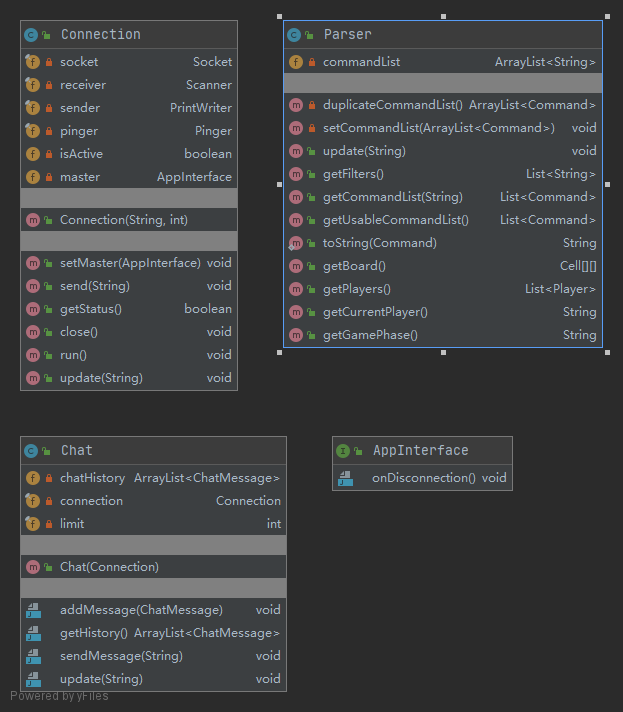 Connection
socket Socket
receiver Scanner
sender PrintWriter
pinger Pinger
isActive boolean
master AppInterface
Connection(String, int)
setMaster(AppInterface) void
send(String) void
getStatus() boolean
close() void
run() void
update(String) void
Parser
commandList ArrayList<String>
duplicateCommandList() ArrayList<Command>
setCommandList(ArrayList<Command>) void
update(String) void
getFilters() List<String>
getCommandList(String) List<Command>
getUsableCommandList() List<Command>
toString(Command) String
getBoard() Cell[][]
getPlayers() List<Player>
getCurrentPlayer() String
getGamePhase() String
Chat
chatHistory ArrayList<ChatMessage>
connection Connection
limit int
Chat(Connection)
addMessage(ChatMessage) void
getHistory() ArrayList<ChatMessage>
sendMessage(String) void
update(String) void
AppInterface
onDisconnection() void
Powered by yFiles